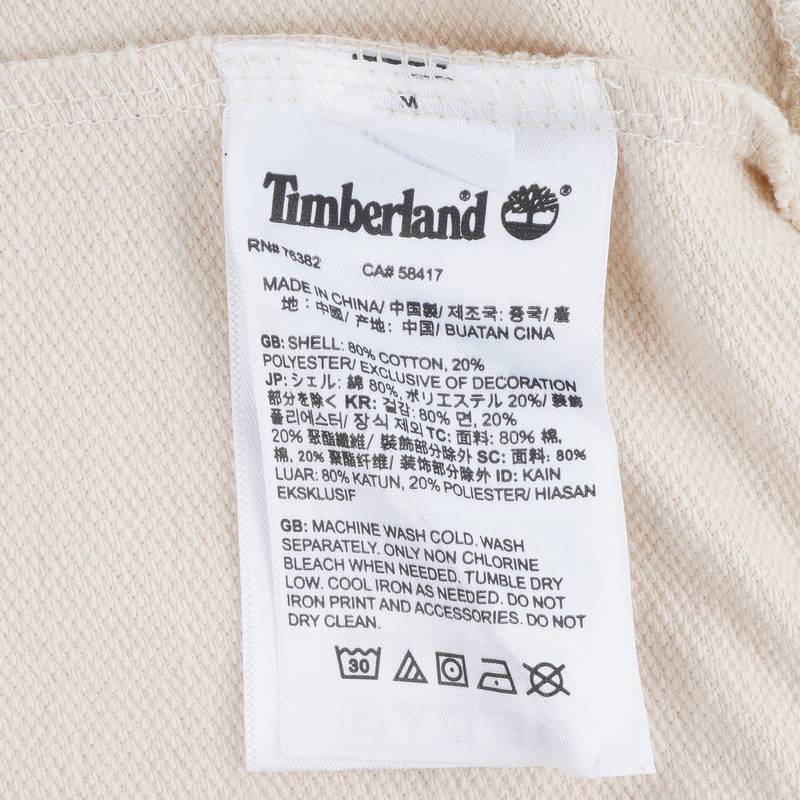 M
Timberland® ®
RN# 76382
CA# 58417
MADE IN CHINA/ 中国製/ 제조국: 중국/ 產
地: 中國/ 产地: 中国/ BUATAN CINA
GB: SHELL: 80% COTTON, 20%
POLYESTER/ EXCLUSIVE OF DECORATION
JP: シェル: 綿 80%, ポリエステル 20%/ 装飾
部分を除く KR: 겉감: 80% 면, 20%
폴리에스터/ 장식 제외 TC: 面料: 80% 棉,
20% 聚酯纖維/ 裝飾部分除外 SC: 面料: 80%
棉, 20% 聚酯纤维/ 装饰部分除外 ID: KAIN
LUAR: 80% KATUN, 20% POLIESTER/ HIASAN
EKSKLUSIF
GB: MACHINE WASH COLD. WASH
SEPARATELY. ONLY NON CHLORINE
BLEACH WHEN NEEDED. TUMBLE DRY
LOW. COOL IRON AS NEEDED. DO NOT
IRON PRINT AND ACCESSORIES. DO NOT
DRY CLEAN.
30